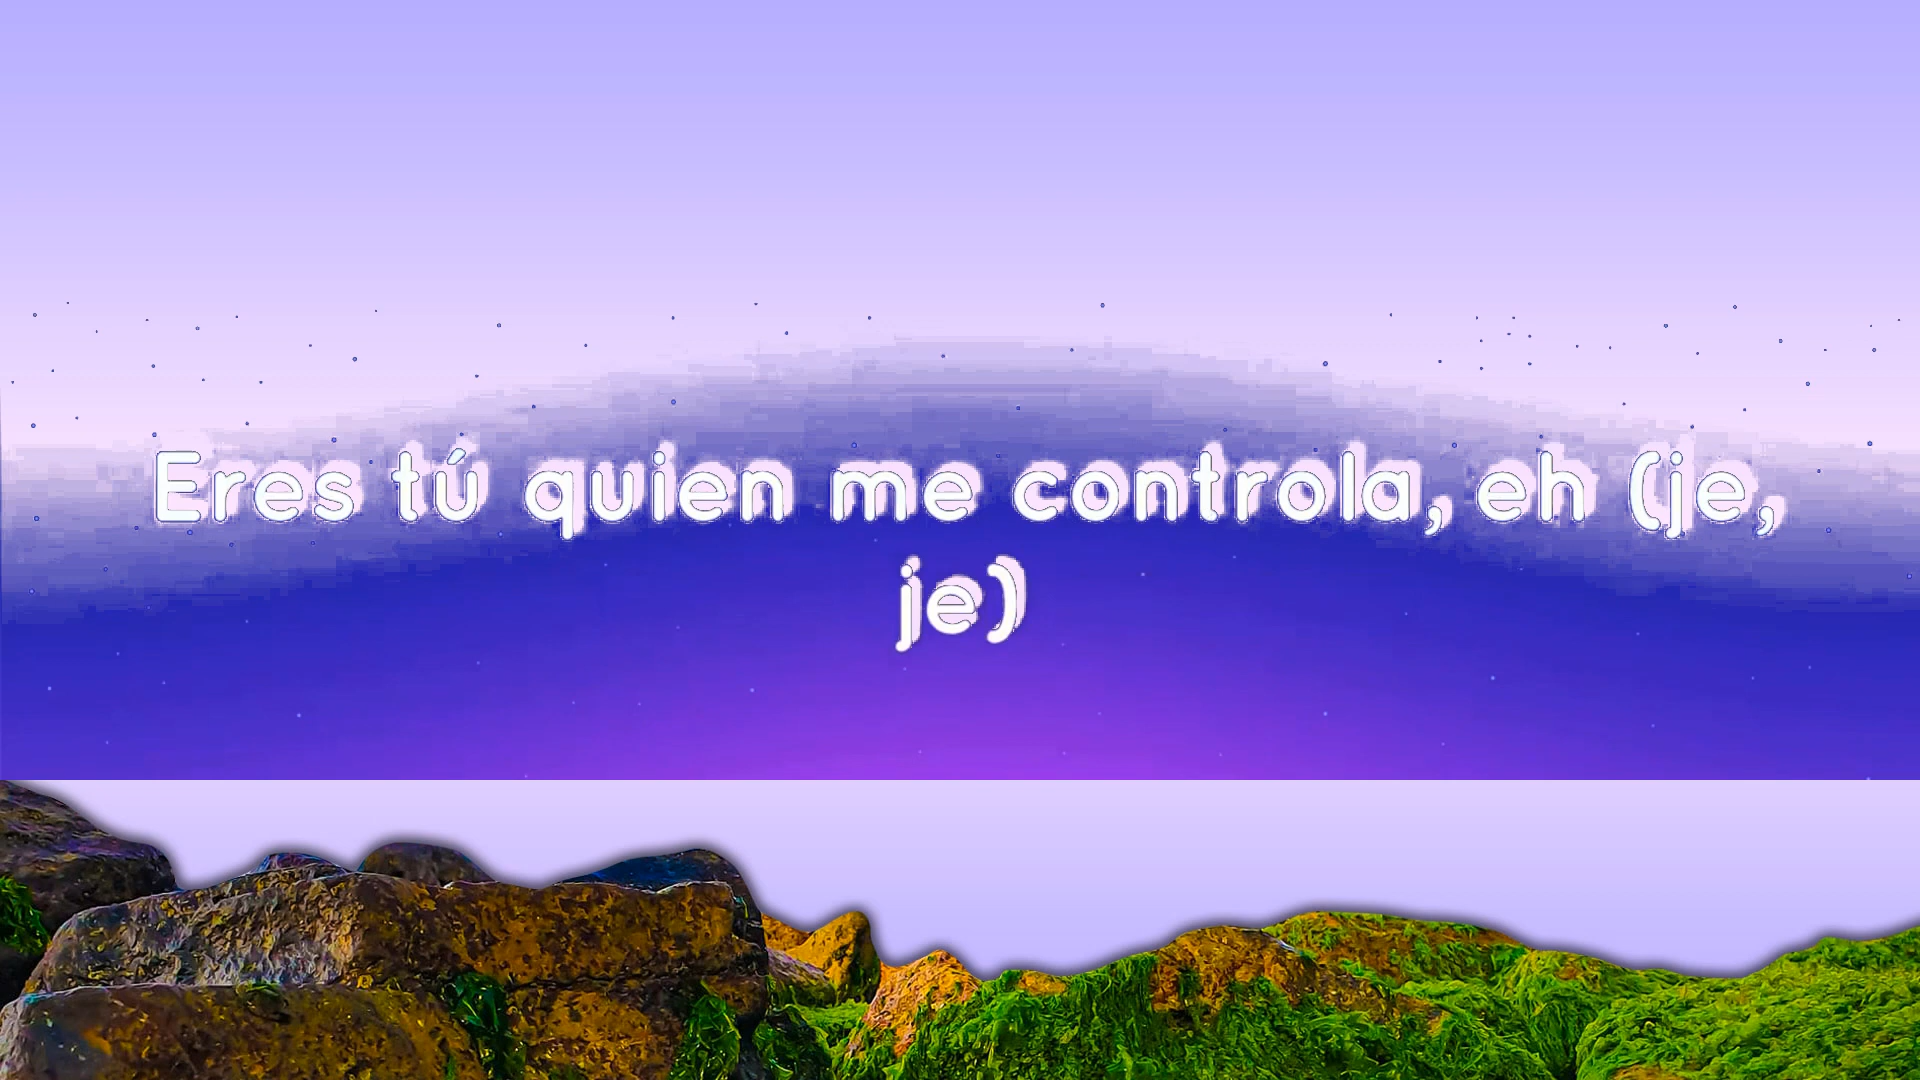 Eres tú quien me controla, eh (je,
je)